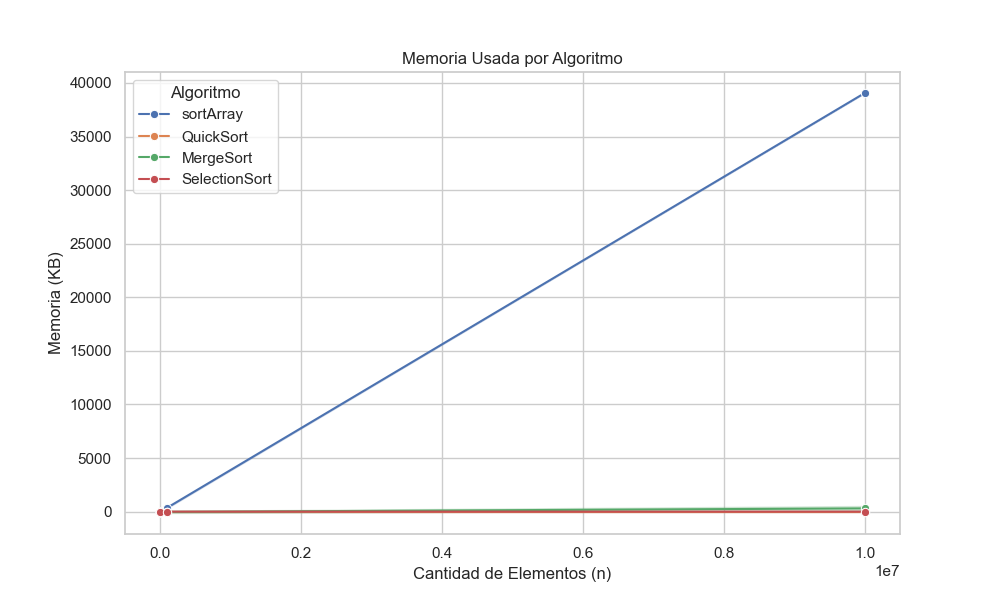 Memoria Usada por Algoritmo
Algoritmo
sortArray
QuickSort
MergeSort
SelectionSort
Memoria (KB)
40000
35000
30000
25000
20000
15000
10000
5000
0
0.0 0.2 0.4 0.6 0.8 1.0
1e7
Cantidad de Elementos (n)